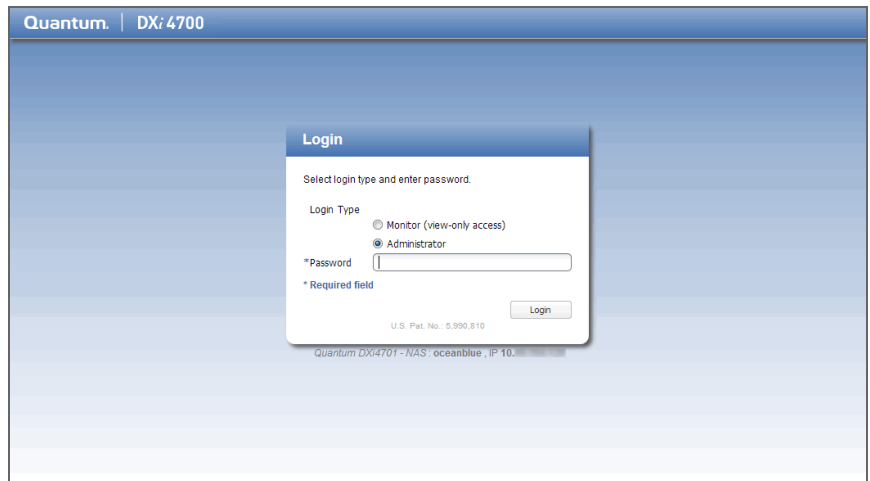 Quantum. | DXi 4700
Login
Select login type and enter password.
Login Type
Monitor (view-only access)
Administrator
*Password
* Required field
Login
U.S. Pat. No.: 5,990,810
Quantum DXi4701 - NAS : oceanblue , IP 10.